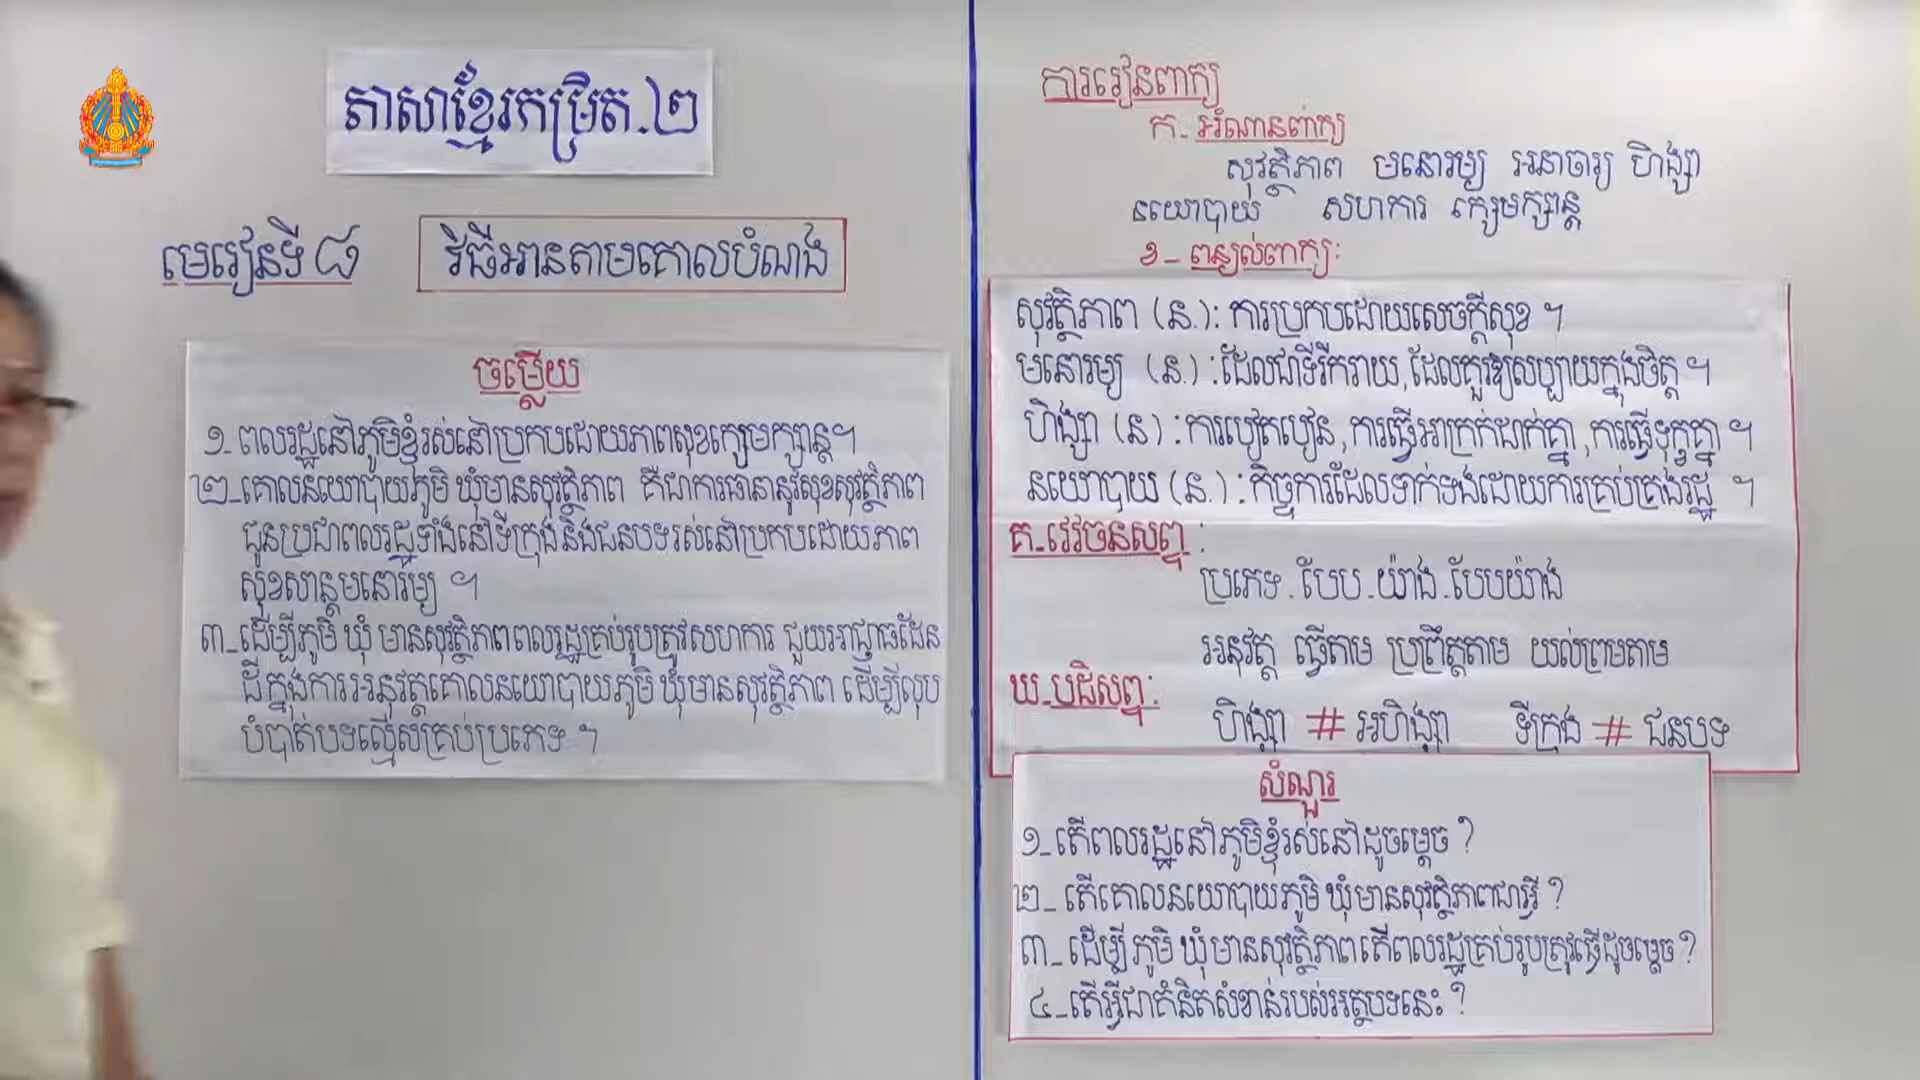 ភាសាខ្មែរកម្រិត.២
មេរៀនទី ៨
វិធីអានតាមគោលបំណង
ចម្លើយ
១_ ពលរដ្ឋនៅភូមិខ្ញុំរស់នៅប្រកបដោយភាពសុខក្សេមក្សាន្ត។
២_គោលនយោបាយភូមិ ឃុំមានសុវត្ថិភាព គឺជាការធានានូវសុខសុវត្ថិភាព
ជូនប្រជាពលរដ្ឋទាំងនៅទីក្រុងនិងជនបទរស់នៅប្រកបដោយភាព
សុខសាន្តមនោរម្យ ។
៣_ដើម្បីភូមិ ឃុំ មានសុវត្ថិភាពពលរដ្ឋគ្រប់រូបត្រូវសហការ ជួយអាជ្ញាធរដែន
ដីក្នុងការអនុវត្តគោលនយោបាយភូមិ ឃុំមានសុវត្ថិភាព ដើម្បីលុប
បំបាត់បទល្មើសគ្រប់ប្រភេទ ។
ការរៀនពាក្យ
ក_ អំណានពាក្យ
សុវត្ថិភាព មនោរម្យ អនាចារ្យ ហិង្សា
នយោបាយ សហការ ក្សេមក្សាន្ត
ខ_ ពន្យល់ពាក្យ:
សុវត្ថិភាព (ន.): ការប្រកបដោយសេចក្ដីសុខ ។
មនោរម្យ (ន.) :ដែលជាទីរីករាយ, ដែលគួរឱ្យសប្បាយក្នុងចិត្ត ។
ហិង្សា (ន) : ការបៀតបៀន, ការធ្វើអាក្រក់ដាក់គ្នា, ការធ្វើទុក្ខគ្នា ។
នយោបាយ (ន.) : កិច្ចការដែលទាក់ទងដោយការគ្រប់គ្រងរដ្ឋ ។
គ_វេវចនសព្ទ :
ប្រភេទ . បែប . យ៉ាង . បែបយ៉ាង
អនុវត្ត ធ្វើតាម ប្រព្រឹត្តតាម យល់ព្រមតាម
ឃ_បដិសព្ទ:
ហិង្សា # អហិង្សា ទីក្រុង # ជនបទ
សំណួរ
១_តើពលរដ្ឋនៅភូមិខ្ញុំរស់នៅដូចម្ដេច ?
២_ តើគោលនយោបាយភូមិ ឃុំមានសុវត្ថិភាពជាអ្វី ?
៣_ ដើម្បី ភូមិ ឃុំមានសុវត្ថិភាពតើពលរដ្ឋគ្រប់រូបត្រូវធ្វើដូចម្ដេច ?
៤_តើអ្វីជាគំនិតសំខាន់របស់អត្ថបទនេះ ?